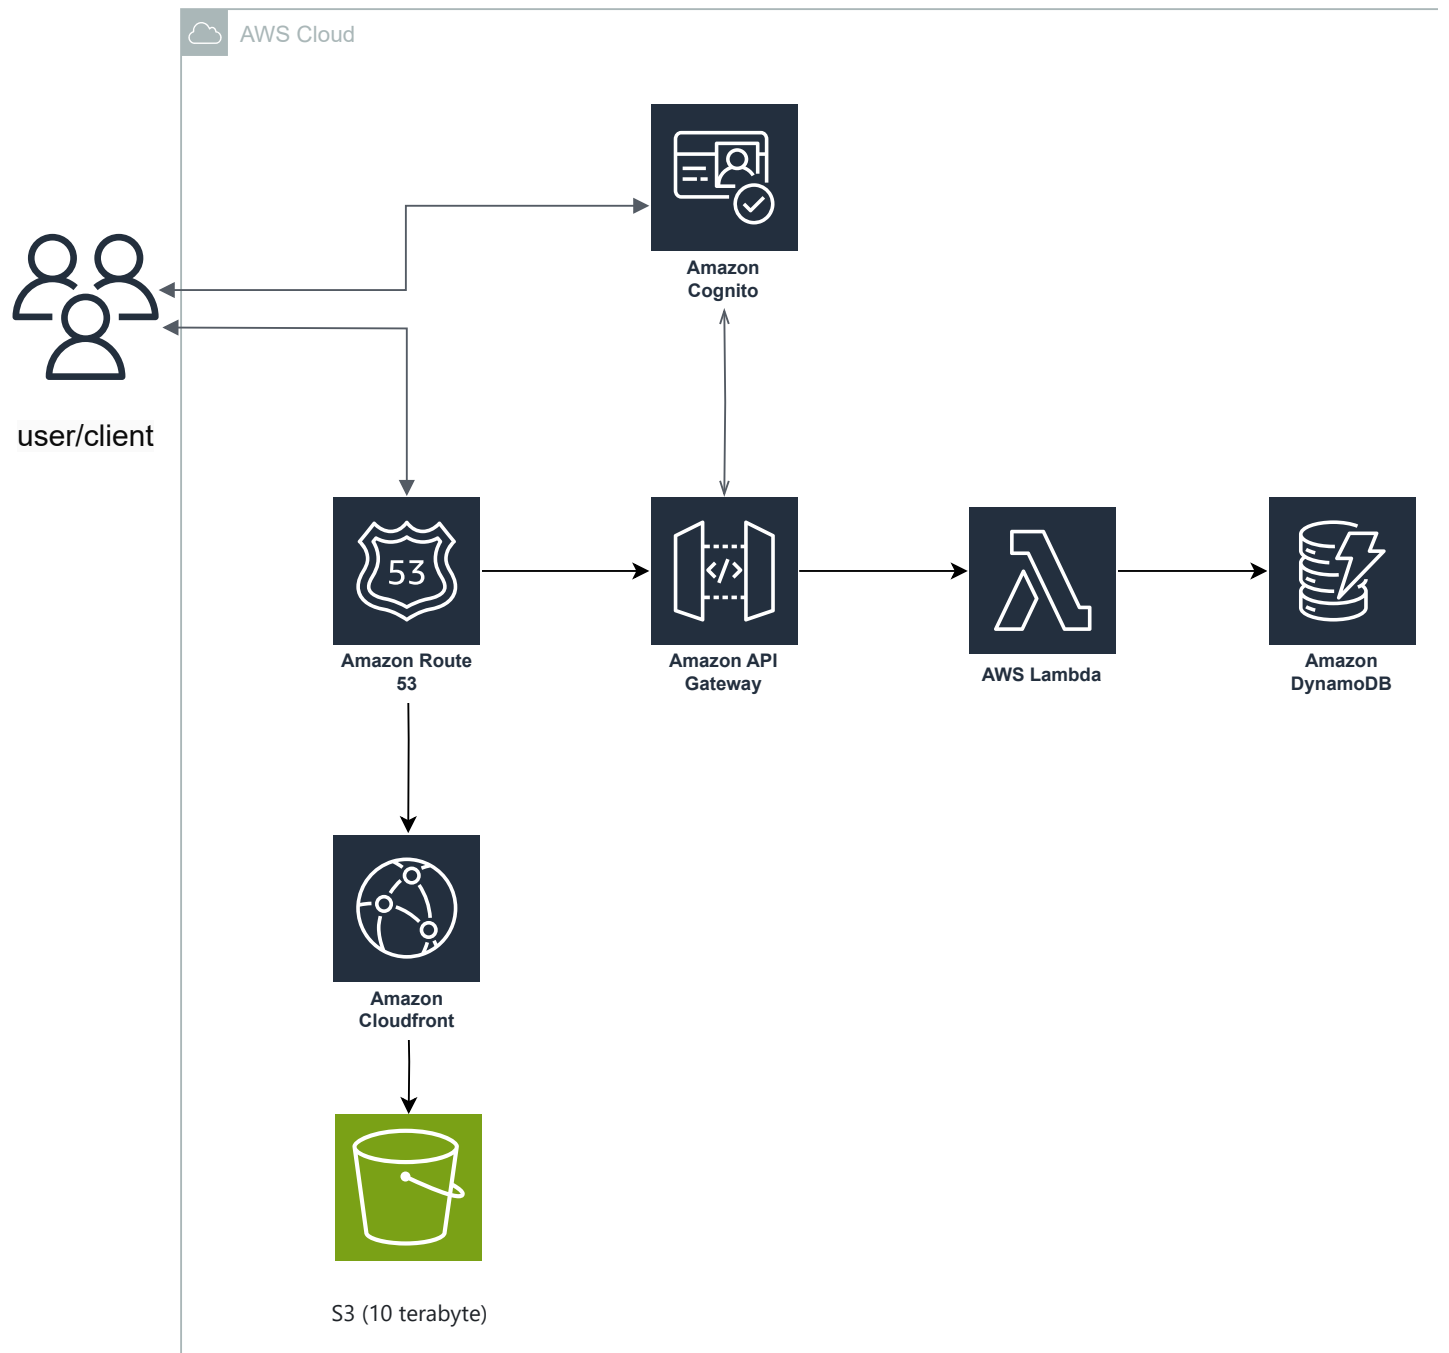 AWS Cloud
Amazon
Cognito
user/client
53
Amazon Route
53
</>
Amazon API
Gateway
AWS Lambda
Amazon
DynamoDB
Amazon
Cloudfront
S3 (10 terabyte)